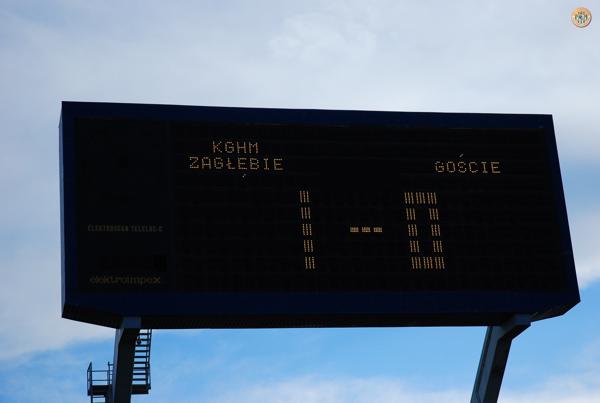 KGHM
ZAGŁĘBIE
GOŚCIE
1 - 0
elektroimpex